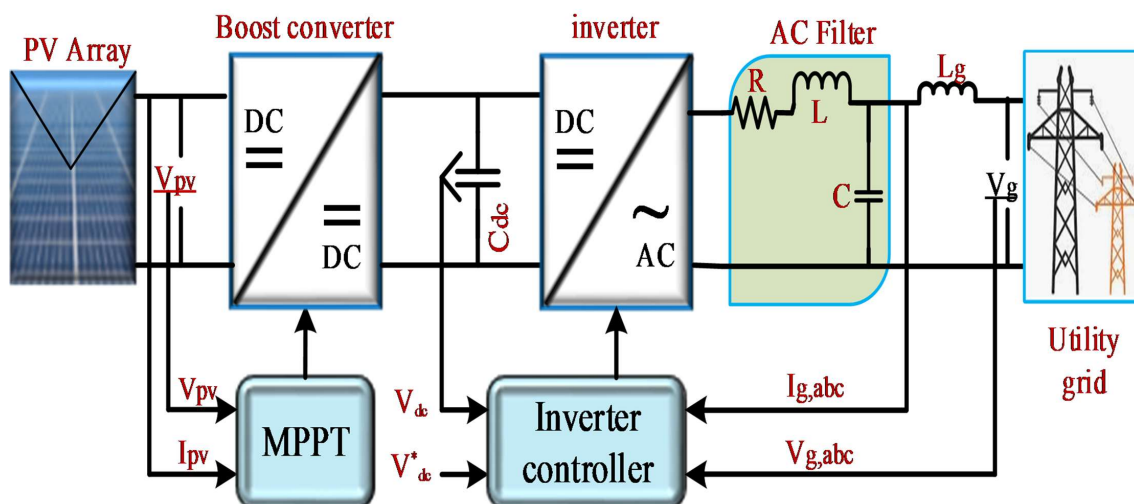 PV Array
Boost converter
inverter
AC Filter
DC
DC
Vpv
Cdc
DC
AC
R
L
C
Lg
Vg
Utility
grid
Vpv
Ipv
MPPT
Vdc
V*dc
Inverter
controller
Ig,abc
Vg,abc